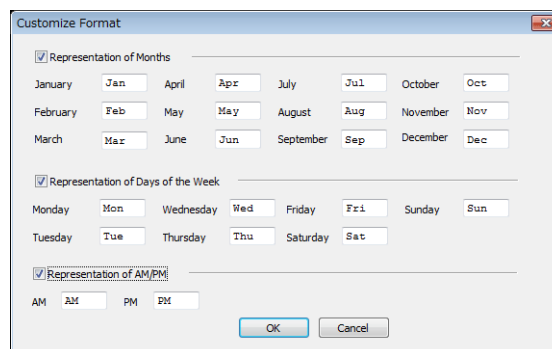 Customize Format
Representation of Months
January Jan April Apr July Jul October Oct
February Feb May May August Aug November Nov
March Mar June Jun September Sep December Dec
Representation of Days of the Week
Monday Mon Wednesday Wed Friday Fri Sunday Sun
Tuesday Tue Thursday Thu Saturday Sat
Representation of AM/PM
AM AM PM PM
OK Cancel